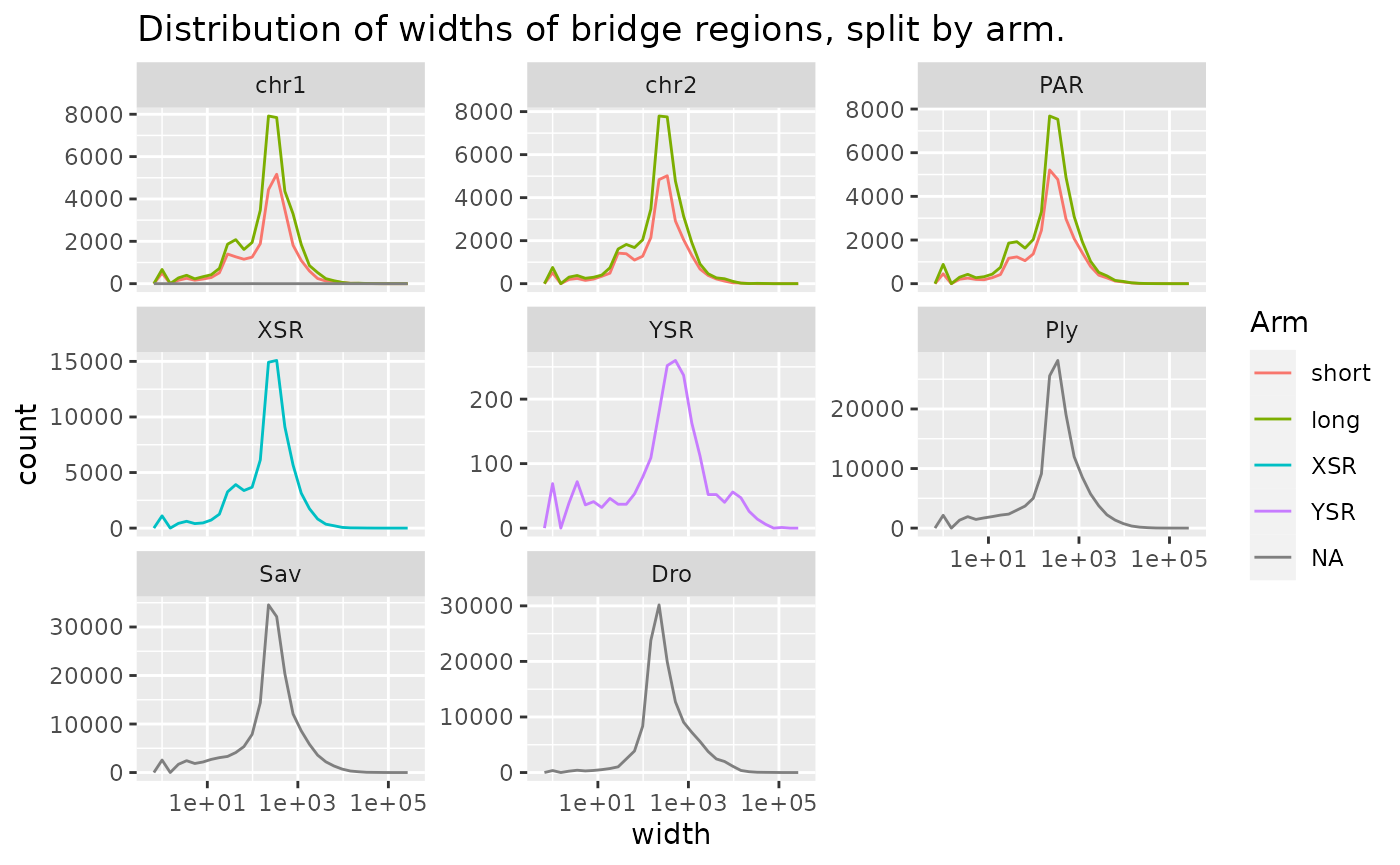 Distribution of widths of bridge regions, split by arm.
chr1
chr2
PAR
8000
6000
4000
2000
0
8000
6000
4000
2000
0
8000
6000
4000
2000
0
XSR
YSR
Ply
15000
10000
5000
0
200
100
0
20000
10000
0
1e+01 1e+03 1e+05
Sav
Dro
30000
20000
10000
0
30000
20000
10000
0
1e+01 1e+03 1e+05
1e+01 1e+03 1e+05
width
count
Arm
short
long
XSR
YSR
NA